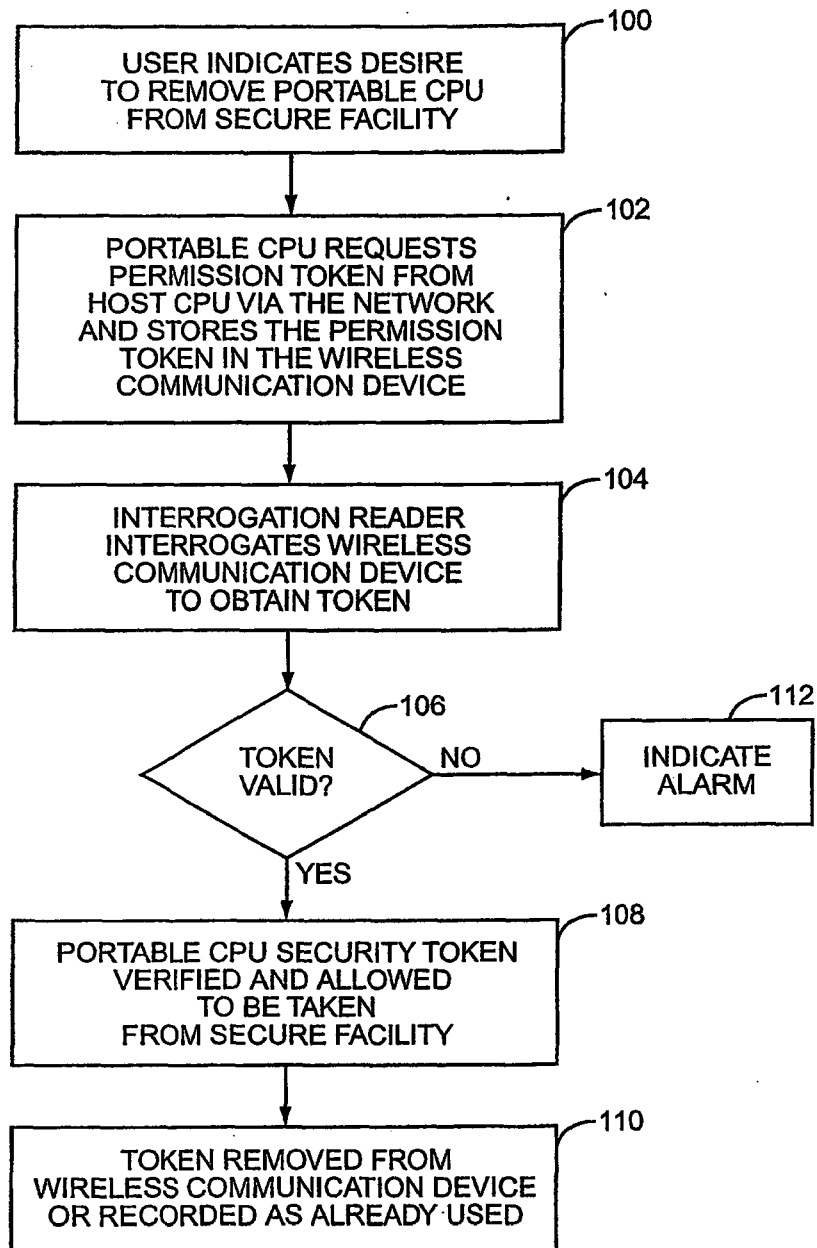 100
USER INDICATES DESIRE
TO REMOVE PORTABLE CPU
FROM SECURE FACILITY
102
PORTABLE CPU REQUESTS
PERMISSION TOKEN FROM
HOST CPU VIA THE NETWORK
AND STORES THE PERMISSION
TOKEN IN THE WIRELESS
COMMUNICATION DEVICE
104
INTERROGATION READER
INTERROGATES WIRELESS
COMMUNICATION DEVICE
TO OBTAIN TOKEN
106
TOKEN
VALID?
NO
112
INDICATE
ALARM
YES
108
PORTABLE CPU SECURITY TOKEN
VERIFIED AND ALLOWED
TO BE TAKEN
FROM SECURE FACILITY
110
TOKEN REMOVED FROM
WIRELESS COMMUNICATION DEVICE
OR RECORDED AS ALREADY USED